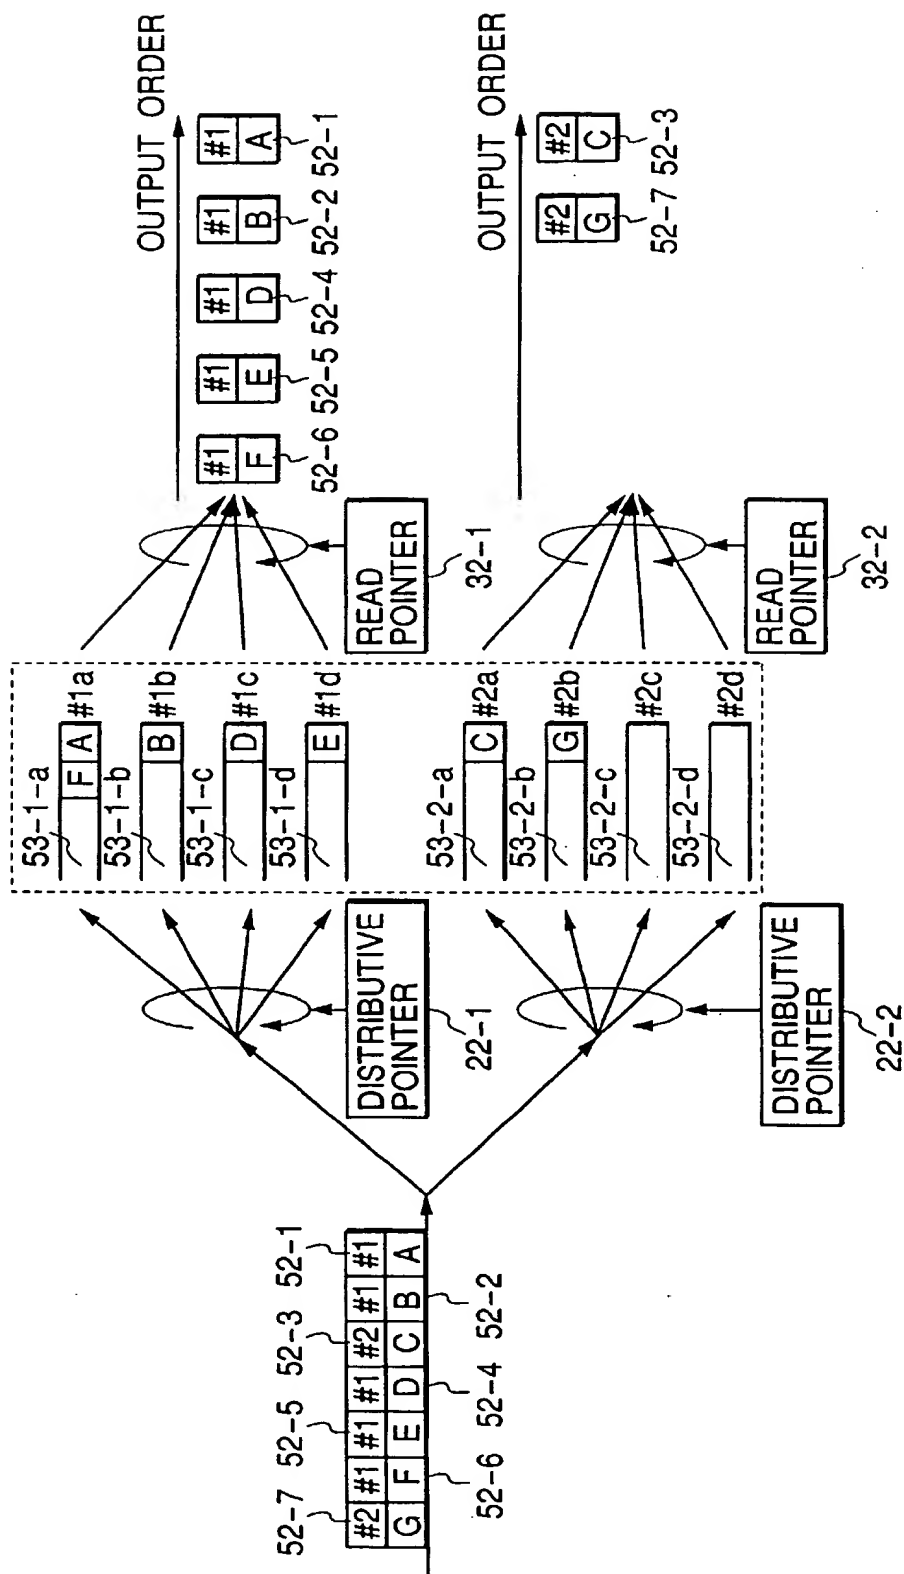 52-7 52-5 52-3 52-1
#2 #1 #1 #1 #2 #1 #1
G F E D C B A
52-6 52-4 52-2
DISTRIBUTIVE
POINTER
22-1
DISTRIBUTIVE
POINTER
22-2
53-1-a
F A #1a
53-1-b
B #1b
53-1-c
D #1c
53-1-d
E #1d
53-2-a
C #2a
53-2-b
G #2b
53-2-c
#2c
53-2-d
#2d
READ
POINTER
32-1
READ
POINTER
32-2
OUTPUT ORDER
#1 #1 #1 #1 #1
F E D B A
52-6 52-5 52-4 52-2 52-1
OUTPUT ORDER
#2 #2
G C
52-7 52-3